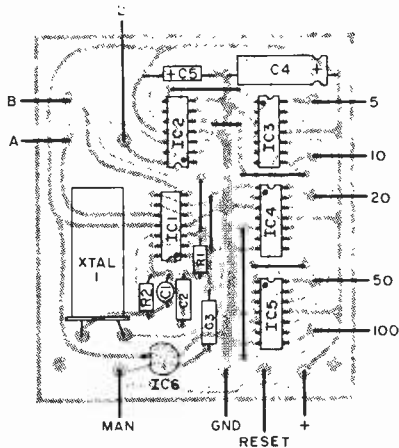 + C5
C4 +
B
A
IC2
IC3
5
10
IC1
IC4
20
XTAL
1
R1
R2
C1
C2
C3
IC5
50
100
IC6
MAN
GND
RESET
+